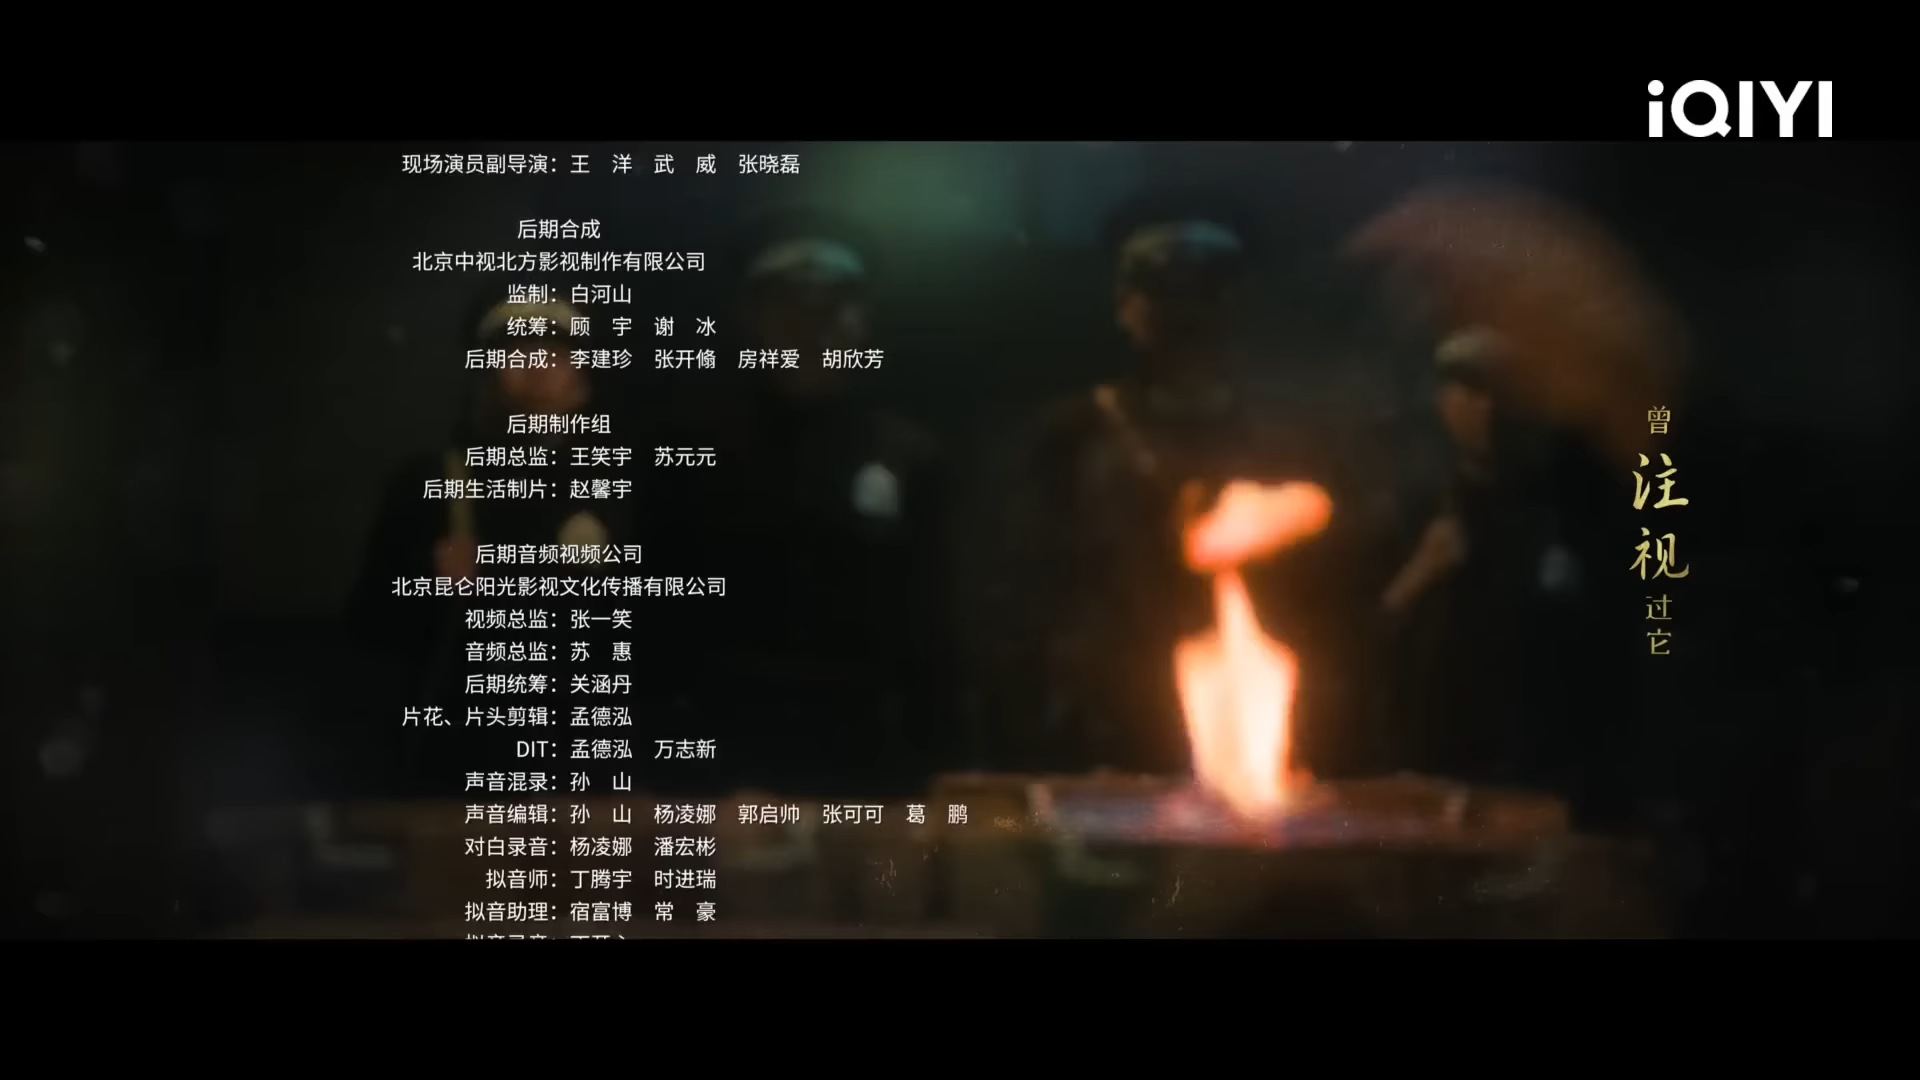 iQIYI
现场演员副导演：王　洋　武　威　张晓磊
后期合成
北京中视北方影视制作有限公司
监制：白河山
统筹：顾　宇　谢　冰
后期合成：李建珍　张开翛　房祥爱　胡欣芳
后期制作组
后期总监：王笑宇　苏元元
后期生活制片：赵馨宇
后期音频视频公司
北京昆仑阳光影视文化传播有限公司
视频总监：张一笑
音频总监：苏　惠
后期统筹：关涵丹
片花、片头剪辑：孟德泓
DIT：孟德泓　万志新
声音混录：孙　山
声音编辑：孙　山　杨凌娜　郭启帅　张可可　葛　鹏
对白录音：杨凌娜　潘宏彬
拟音师：丁腾宇　时进瑞
拟音助理：宿富博　常　豪
曾注视过它